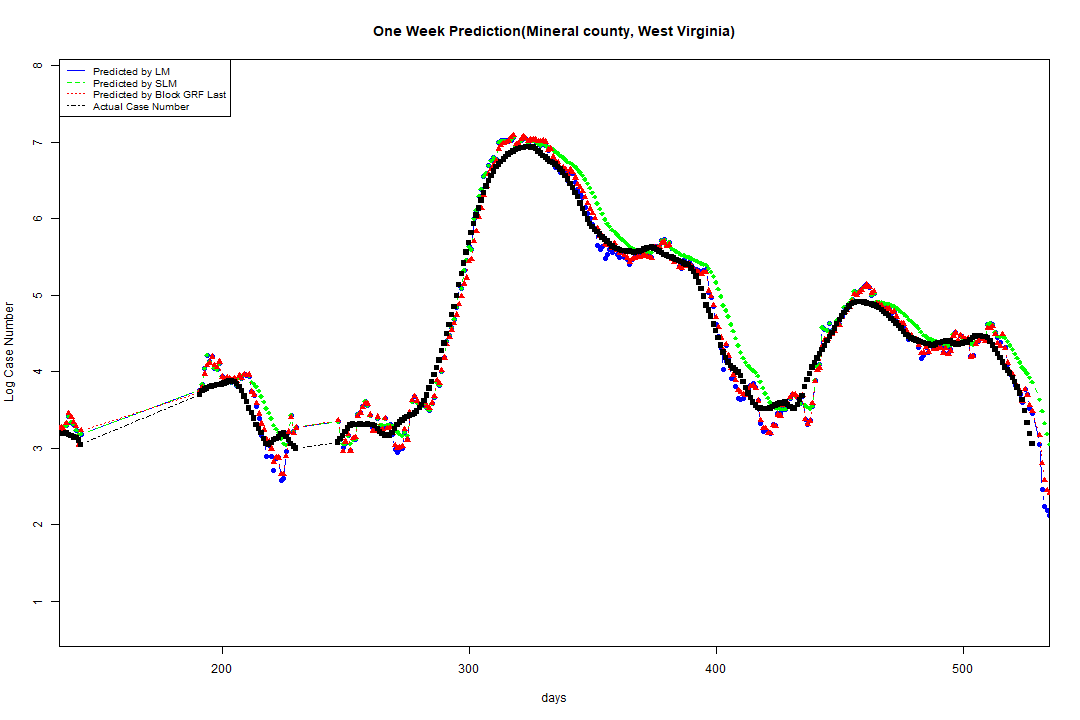 One Week Prediction(Mineral county, West Virginia)
Predicted by LM
Predicted by SLM
Predicted by Block GRF Last
Actual Case Number
8
7
6
5
4
3
2
1
Log Case Number
200 300 400 500
days